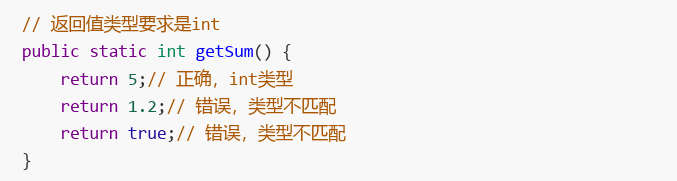 // 返回值类型要求是int
public static int getSum() {
    return 5;// 正确，int类型
    return 1.2;// 错误，类型不匹配
    return true;// 错误，类型不匹配
}